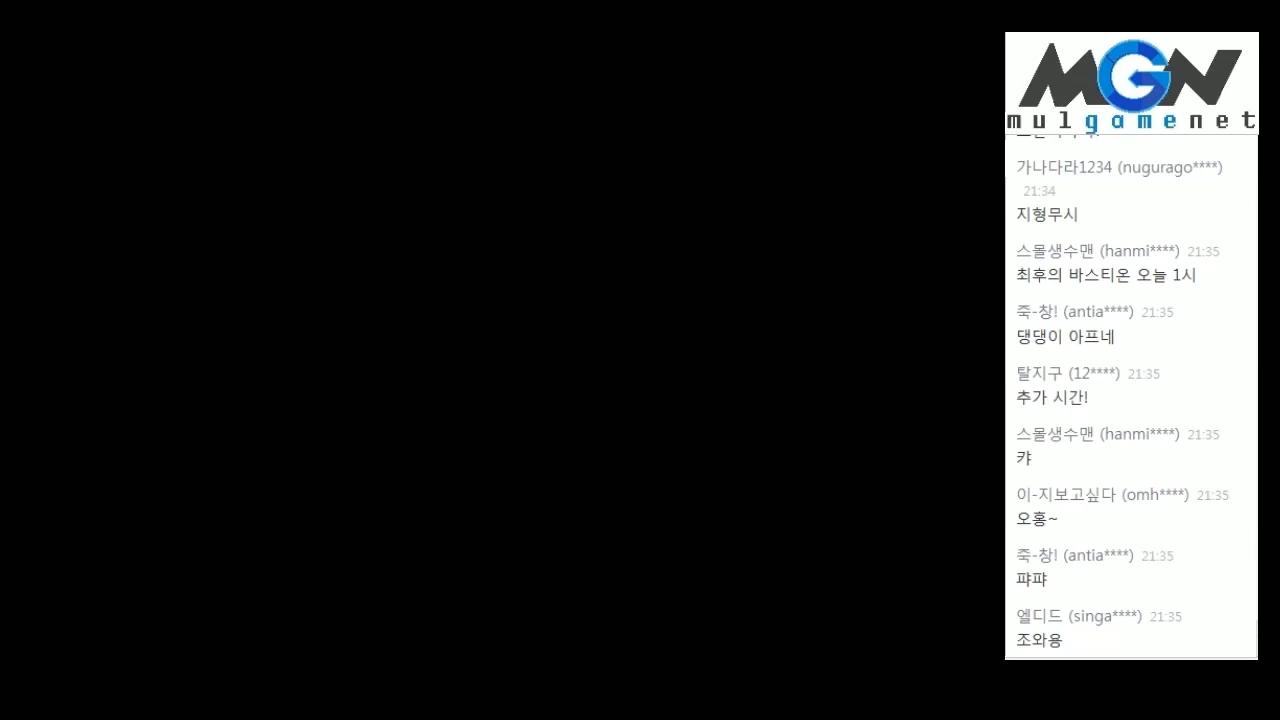 MGN
mulgamenet
가나다라1234 (nugurago****)
21:34
지형무시
스몰생수맨 (hanmi****) 21:35
최후의 바스티온 오늘 1시
죽-창! (antia****) 21:35
댕댕이 아프네
탈지구 (12****) 21:35
추가 시간!
스몰생수맨 (hanmi****) 21:35
캬
이-지보고싶다 (omh****) 21:35
오홍~
죽-창! (antia****) 21:35
퍄퍄
엘디드 (singa****) 21:35
조와용